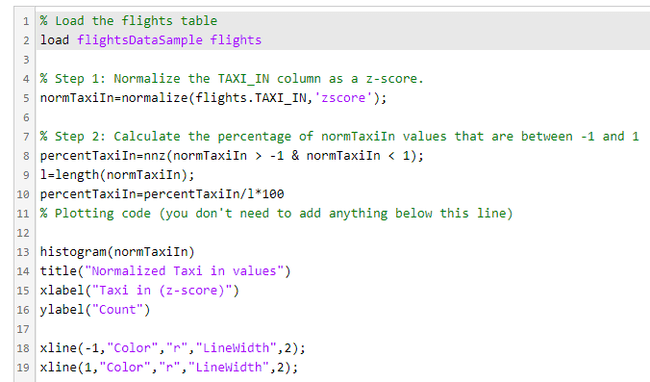 1 % Load the flights table
2 load flightsDataSample flights
3
4 % Step 1: Normalize the TAXI_IN column as a z-score.
5 normTaxiIn=normalize(flights.TAXI_IN,'zscore');
6
7 % Step 2: Calculate the percentage of normTaxiIn values that are between -1 and 1
8 percentTaxiIn=nnz(normTaxiIn > -1 & normTaxiIn < 1);
9 l=length(normTaxiIn);
10 percentTaxiIn=percentTaxiIn/l*100
11 % Plotting code (you don't need to add anything below this line)
12
13 histogram(normTaxiIn)
14 title("Normalized Taxi in values")
15 xlabel("Taxi in (z-score)")
16 ylabel("Count")
17
18 xline(-1,"Color","r","LineWidth",2);
19 xline(1,"Color","r","LineWidth",2);